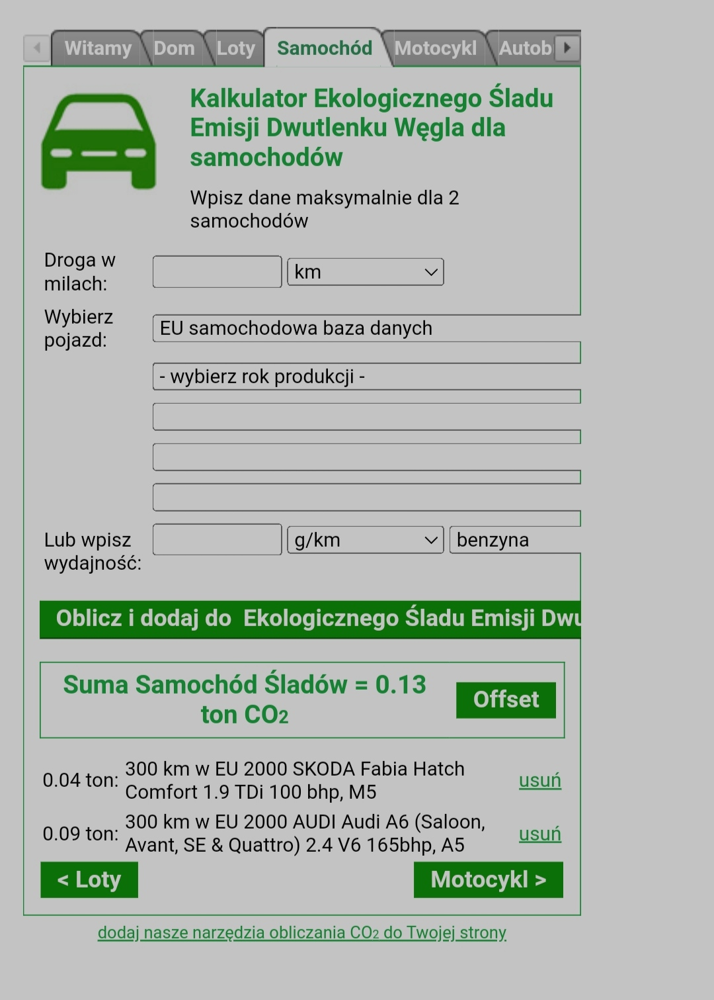 Witamy Dom Loty Samochód Motocykl Autob
Kalkulator Ekologicznego Śladu
Emisji Dwutlenku Węgla dla
samochodów
Wpisz dane maksymalnie dla 2
samochodów
Droga w
milach:
km
Wybierz
pojazd:
EU samochodowa baza danych
- wybierz rok produkcji -
Lub wpisz
wydajność:
g/km
benzyna
Oblicz i dodaj do Ekologicznego Śladu Emisji Dwu
Suma Samochód Śladów = 0.13
ton CO2
Offset
0.04 ton:
300 km w EU 2000 SKODA Fabia Hatch
Comfort 1.9 TDi 100 bhp, M5
usuń
0.09 ton:
300 km w EU 2000 AUDI Audi A6 (Saloon,
Avant, SE & Quattro) 2.4 V6 165bhp, A5
usuń
< Loty
Motocykl >
dodaj nasze narzędzia obliczania CO2 do Twojej strony